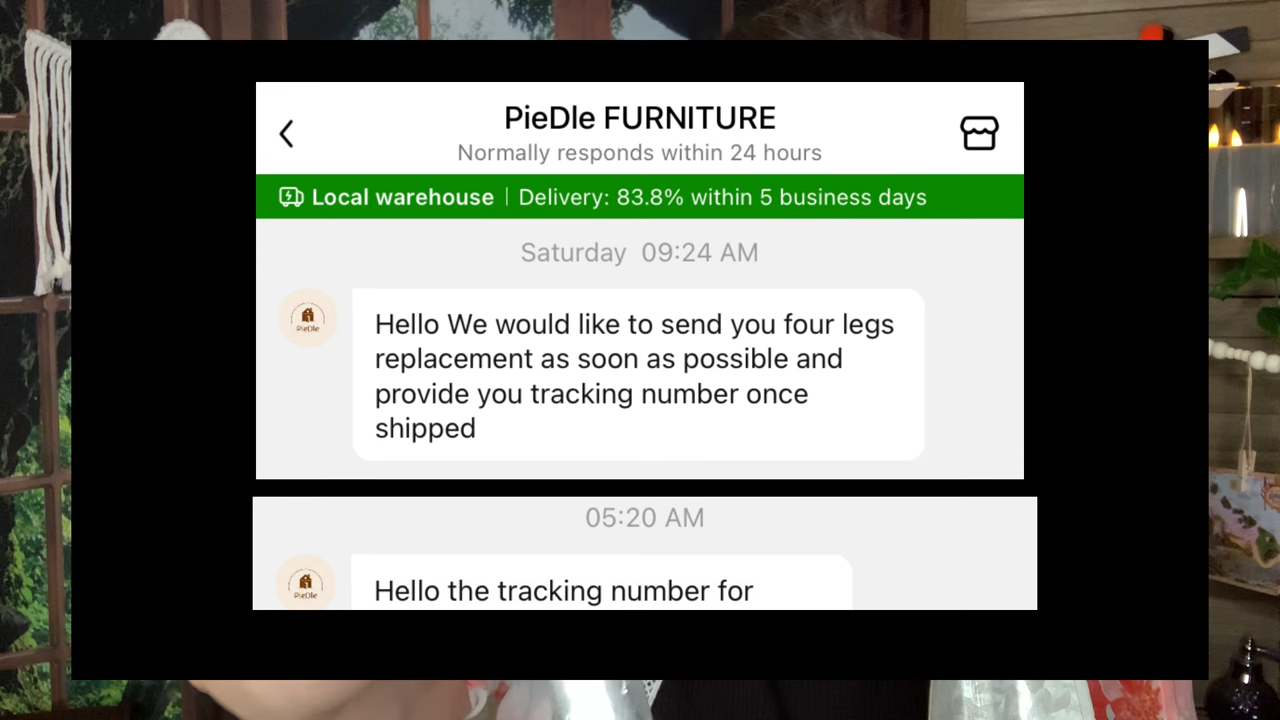 PieDle FURNITURE
Normally responds within 24 hours
Local warehouse | Delivery: 83.8% within 5 business days
Saturday 09:24 AM
PieDle
Hello We would like to send you four legs
replacement as soon as possible and
provide you tracking number once
shipped
05:20 AM
PieDle
Hello the tracking number for